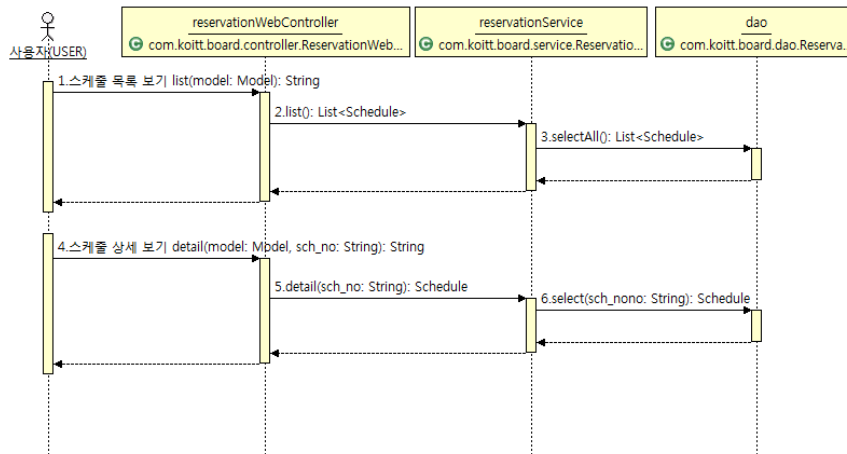 reservationWebController
com.koitt.board.controller.ReservationWeb...
reservationService
com.koitt.board.service.Reservatio...
dao
com.koitt.board.dao.Reserva...
사용자(USER)
1.스케줄 목록 보기 list(model: Model): String
2.list(): List<Schedule>
3.selectAll(): List<Schedule>
4.스케줄 상세 보기 detail(model: Model, sch_no: String): String
5.detail(sch_no: String): Schedule
6.select(sch_nono: String): Schedule